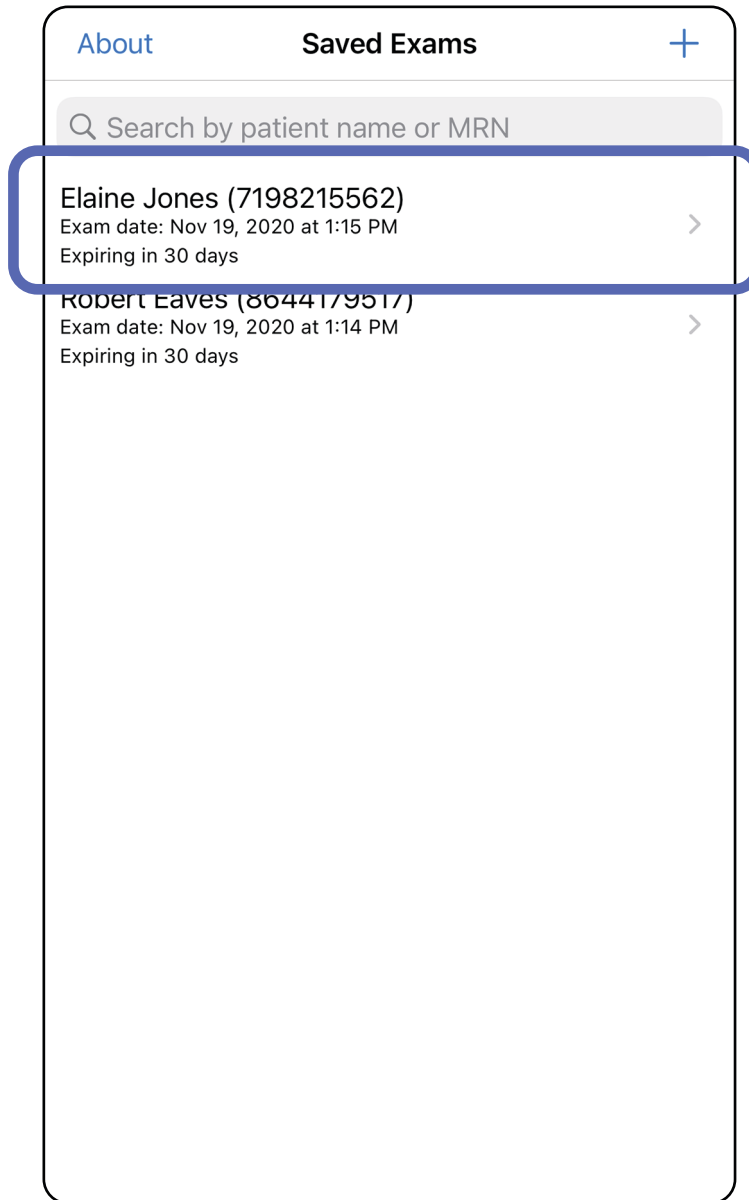 About
Saved Exams
+
Search by patient name or MRN
Elaine Jones (7198215562)
Exam date: Nov 19, 2020 at 1:15 PM
Expiring in 30 days
Robert Eaves (8644179517)
Exam date: Nov 19, 2020 at 1:14 PM
Expiring in 30 days